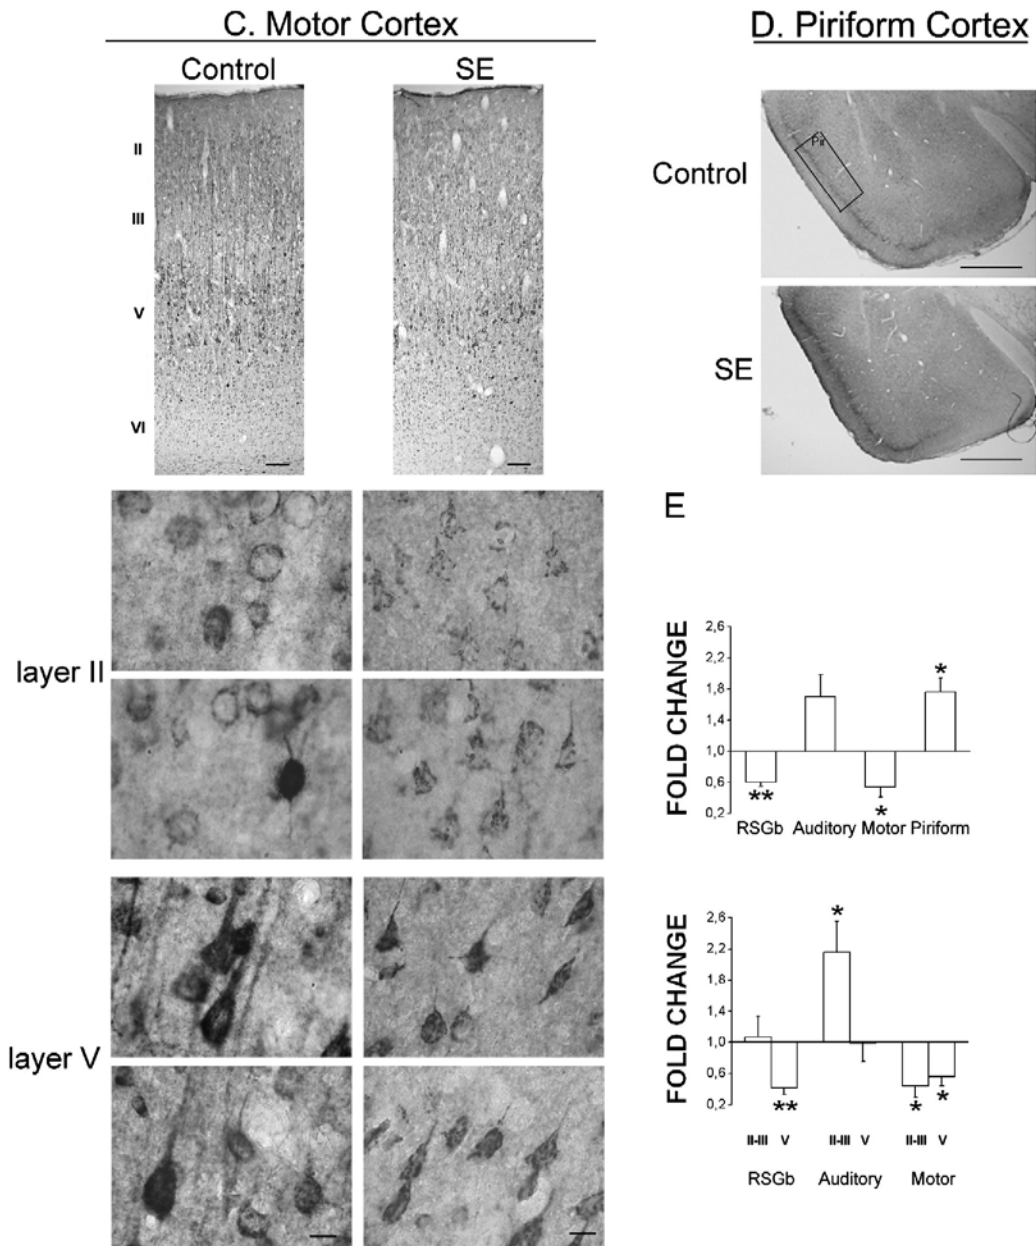 C. Motor Cortex
Control SE
II
III
V
VI
layer II
layer V
D. Piriform Cortex
Control
Pir
SE
E
FOLD CHANGE
2,6
2,2
1,8
1,4
1,0
0,6
0,2
** * *
RSGb Auditory Motor Piriform
FOLD CHANGE
2,6
2,2
1,8
1,4
1,0
0,6
0,2
** * * *
II-III V II-III V II-III V
RSGb Auditory Motor